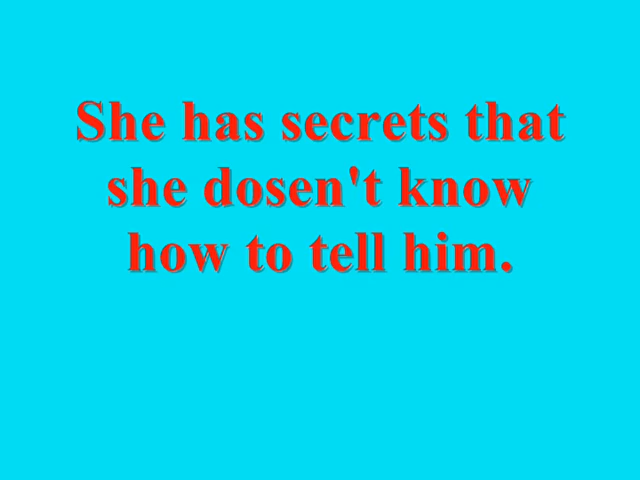 She has secrets that
she dosen't know
how to tell him.